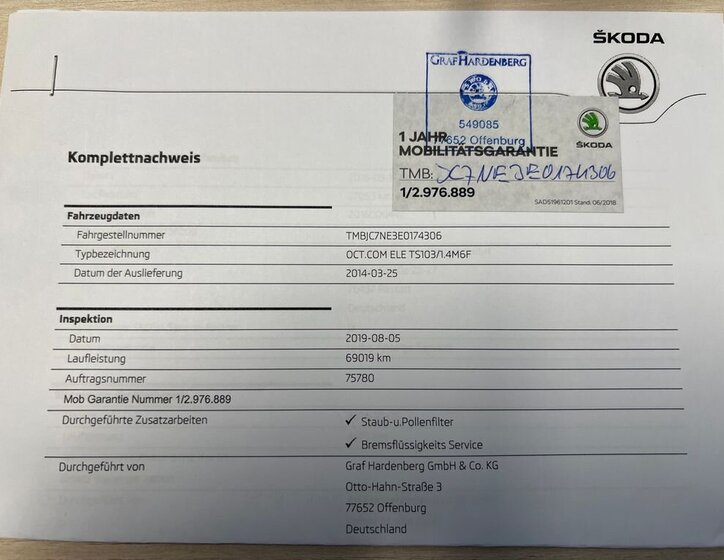 ŠKODA
GRAF HARDENBERG
549085
77652 Offenburg
1 JAHR
MOBILITÄTSGARANTIE
ŠKODA
TMB: JC7NE3E0174306
1/2.976.889
SAD51961201 Stand: 06/2018
Komplettnachweis
Fahrzeugdaten
Fahrgestellnummer TMBJC7NE3E0174306
Typbezeichnung OCT.COM ELE TS103/1.4M6F
Datum der Auslieferung 2014-03-25
Inspektion
Datum 2019-08-05
Laufleistung 69019 km
Auftragsnummer 75780
Mob Garantie Nummer 1/2.976.889
Durchgeführte Zusatzarbeiten ✓ Staub-u.Pollenfilter
✓ Bremsflüssigkeits Service
Durchgeführt von Graf Hardenberg GmbH & Co. KG
Otto-Hahn-Straße 3
77652 Offenburg
Deutschland